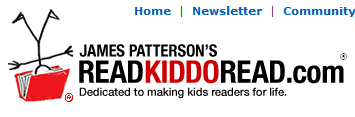 Home | Newsletter | Community
JAMES PATTERSON'S
READKIDDOREAD.com®
Dedicated to making kids readers for life.
®